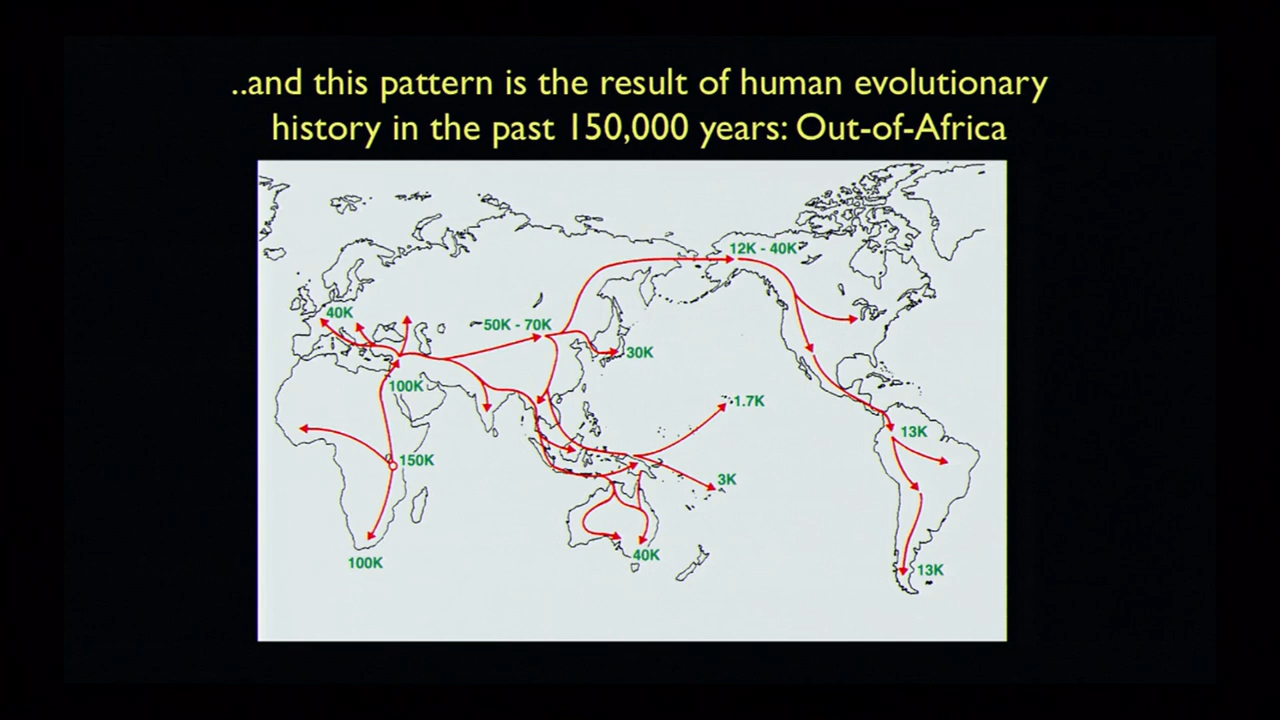 ..and this pattern is the result of human evolutionary
history in the past 150,000 years: Out-of-Africa
12K - 40K
40K
50K - 70K
30K
100K
1.7K
13K
150K
3K
40K
100K
13K